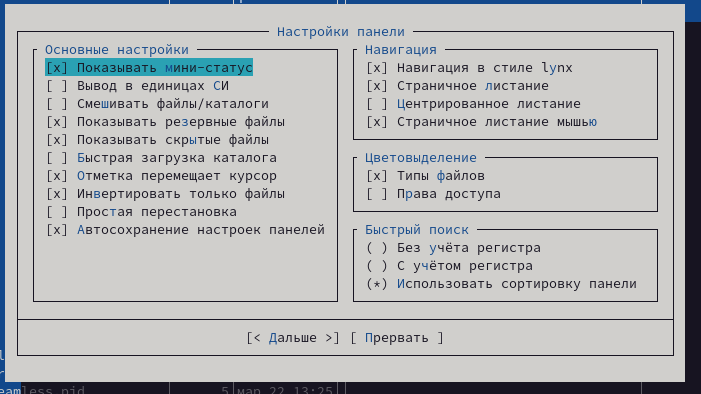 Настройки панели
Основные настройки
[x] Показывать мини-статус
[ ] Вывод в единицах СИ
[ ] Смешивать файлы/каталоги
[x] Показывать резервные файлы
[x] Показывать скрытые файлы
[ ] Быстрая загрузка каталога
[x] Отметка перемещает курсор
[x] Инвертировать только файлы
[ ] Простая перестановка
[x] Автосохранение настроек панелей
Навигация
[x] Навигация в стиле lynx
[x] Страничное листание
[ ] Центрированное листание
[x] Страничное листание мышью
Цветовыделение
[x] Типы файлов
[ ] Права доступа
Быстрый поиск
( ) Без учёта регистра
( ) С учётом регистра
(*) Использовать сортировку панели
[< Дальше >] [ Прервать ]
eamless.pid 5 мар 22 13:25